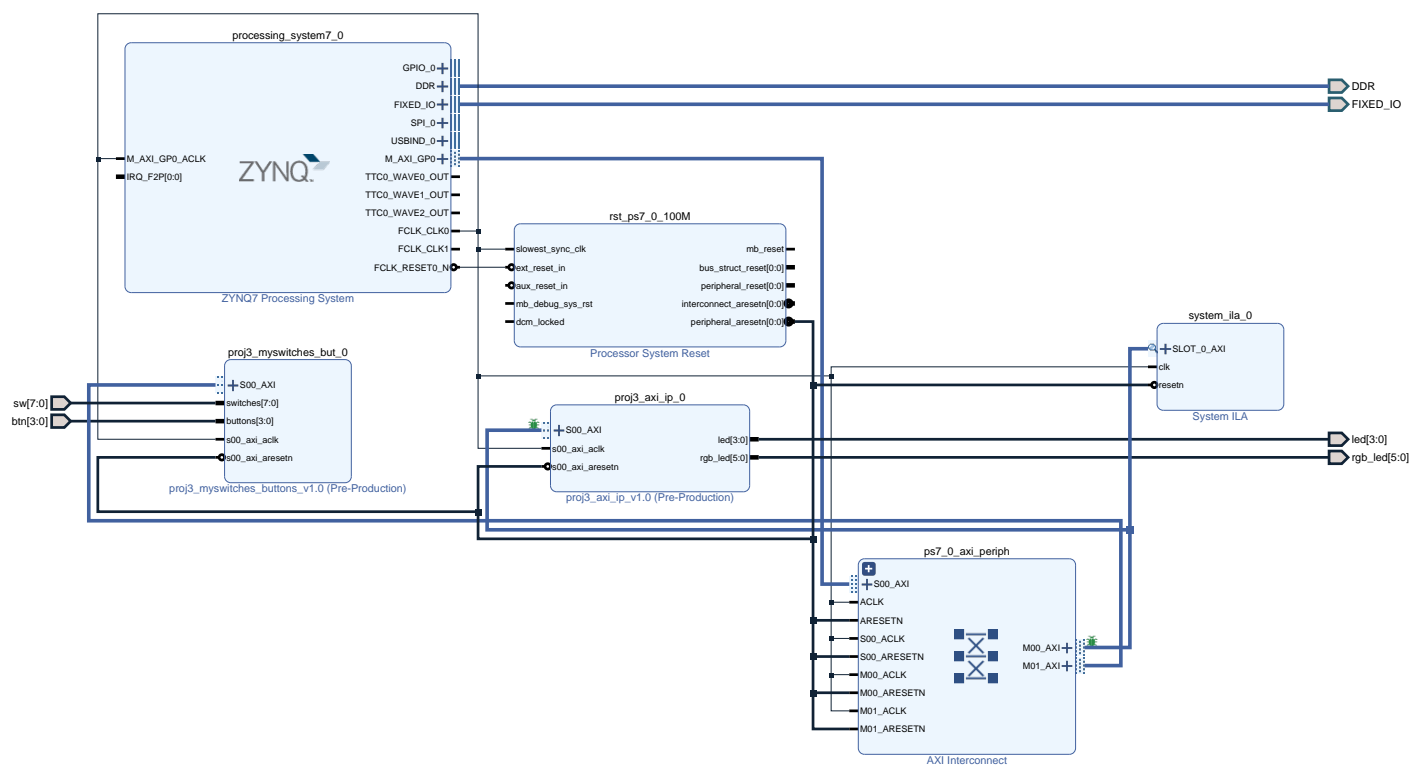 processing_system7_0
GPIO_0
DDR
FIXED_IO
SPI_0
USBIND_0
M_AXI_GP0_ACLK
M_AXI_GP0
IRQ_F2P[0:0]
TTC0_WAVE0_OUT
TTC0_WAVE1_OUT
TTC0_WAVE2_OUT
FCLK_CLK0
FCLK_CLK1
FCLK_RESET0_N
ZYNQ
ZYNQ7 Processing System
DDR
FIXED_IO
rst_ps7_0_100M
slowest_sync_clk
ext_reset_in
aux_reset_in
mb_debug_sys_rst
dcm_locked
mb_reset
bus_struct_reset[0:0]
peripheral_reset[0:0]
interconnect_aresetn[0:0]
peripheral_aresetn[0:0]
Processor System Reset
system_ila_0
SLOT_0_AXI
clk
resetn
System ILA
proj3_myswitches_but_0
sw[7:0]
btn[3:0]
S00_AXI
switches[7:0]
buttons[3:0]
s00_axi_aclk
s00_axi_aresetn
proj3_myswitches_buttons_v1.0 (Pre-Production)
proj3_axi_ip_0
S00_AXI
s00_axi_aclk
s00_axi_aresetn
led[3:0]
rgb_led[5:0]
proj3_axi_ip_v1.0 (Pre-Production)
led[3:0]
rgb_led[5:0]
ps7_0_axi_periph
S00_AXI
ACLK
ARESETN
S00_ACLK
S00_ARESETN
M00_ACLK
M00_ARESETN
M01_ACLK
M01_ARESETN
M00_AXI
M01_AXI
AXI Interconnect